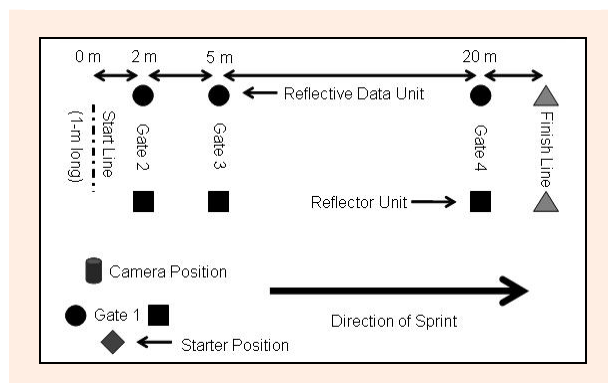 0 m 2 m 5 m 20 m
Reflective Data Unit
Start Line
(1-m long)
Gate 2
Gate 3
Gate 4
Finish Line
Reflector Unit
Camera Position
Gate 1
Direction of Sprint
Starter Position